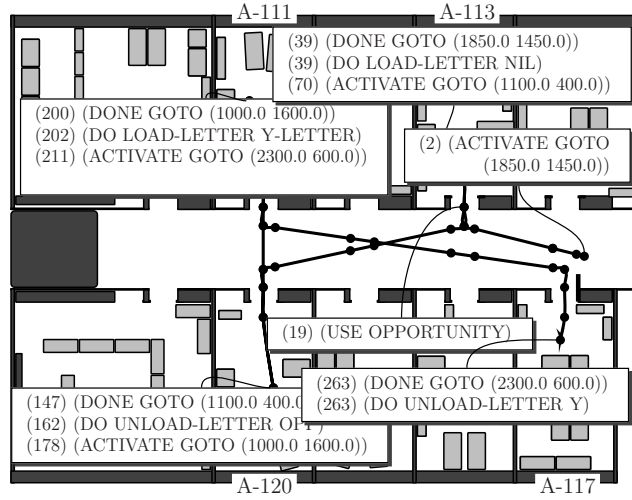 A-111
A-113
(39) (DONE GOTO (1850.0 1450.0))
(39) (DO LOAD-LETTER NIL)
(70) (ACTIVATE GOTO (1100.0 400.0))
(200) (DONE GOTO (1000.0 1600.0))
(202) (DO LOAD-LETTER Y-LETTER)
(211) (ACTIVATE GOTO (2300.0 600.0))
(2) (ACTIVATE GOTO
(1850.0 1450.0))
(19) (USE OPPORTUNITY)
(263) (DONE GOTO (2300.0 600.0))
(263) (DO UNLOAD-LETTER Y)
(147) (DONE GOTO (1100.0 400.0
(162) (DO UNLOAD-LETTER OPP
(178) (ACTIVATE GOTO (1000.0 1600.0))
A-120
A-117